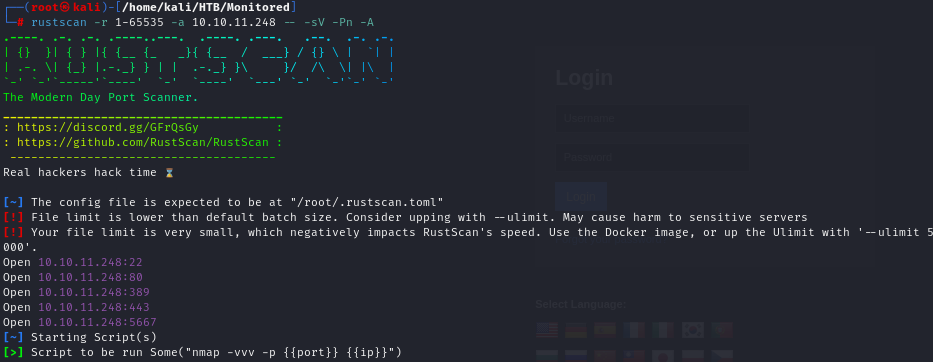 ┌──(root㉿kali)-[/home/kali/HTB/Monitored]
└─# rustscan -r 1-65535 -a 10.10.11.248 -- -sV -Pn -A
.----. .-. .-. .----..---.  .----. .---.   .--.  .-. .-.
| {}  }| { } |{ {__ {_   _}{ {__  /  ___} / {} \ |  `| |
| .-. \| {_} |.-._} } | |  .-._} }\     }/  /\  \| |\  |
`-' `-'`-----'`----'  `-'  `----'  `---' `-'  `-'`-' `-'
The Modern Day Port Scanner.
________________________________________
: https://discord.gg/GFrQsGy           :
: https://github.com/RustScan/RustScan :
 --------------------------------------
Real hackers hack time ⌛
[~] The config file is expected to be at "/root/.rustscan.toml"
[!] File limit is lower than default batch size. Consider upping with --ulimit. May cause harm to sensitive servers
[!] Your file limit is very small, which negatively impacts RustScan's speed. Use the Docker image, or up the Ulimit with '--ulimit 5
000'.
Open 10.10.11.248:22
Open 10.10.11.248:80
Open 10.10.11.248:389
Open 10.10.11.248:443
Open 10.10.11.248:5667
[~] Starting Script(s)
[>] Script to be run Some("nmap -vvv -p {{port}} {{ip}}")
Login
Username
Password
Login
Select Language: